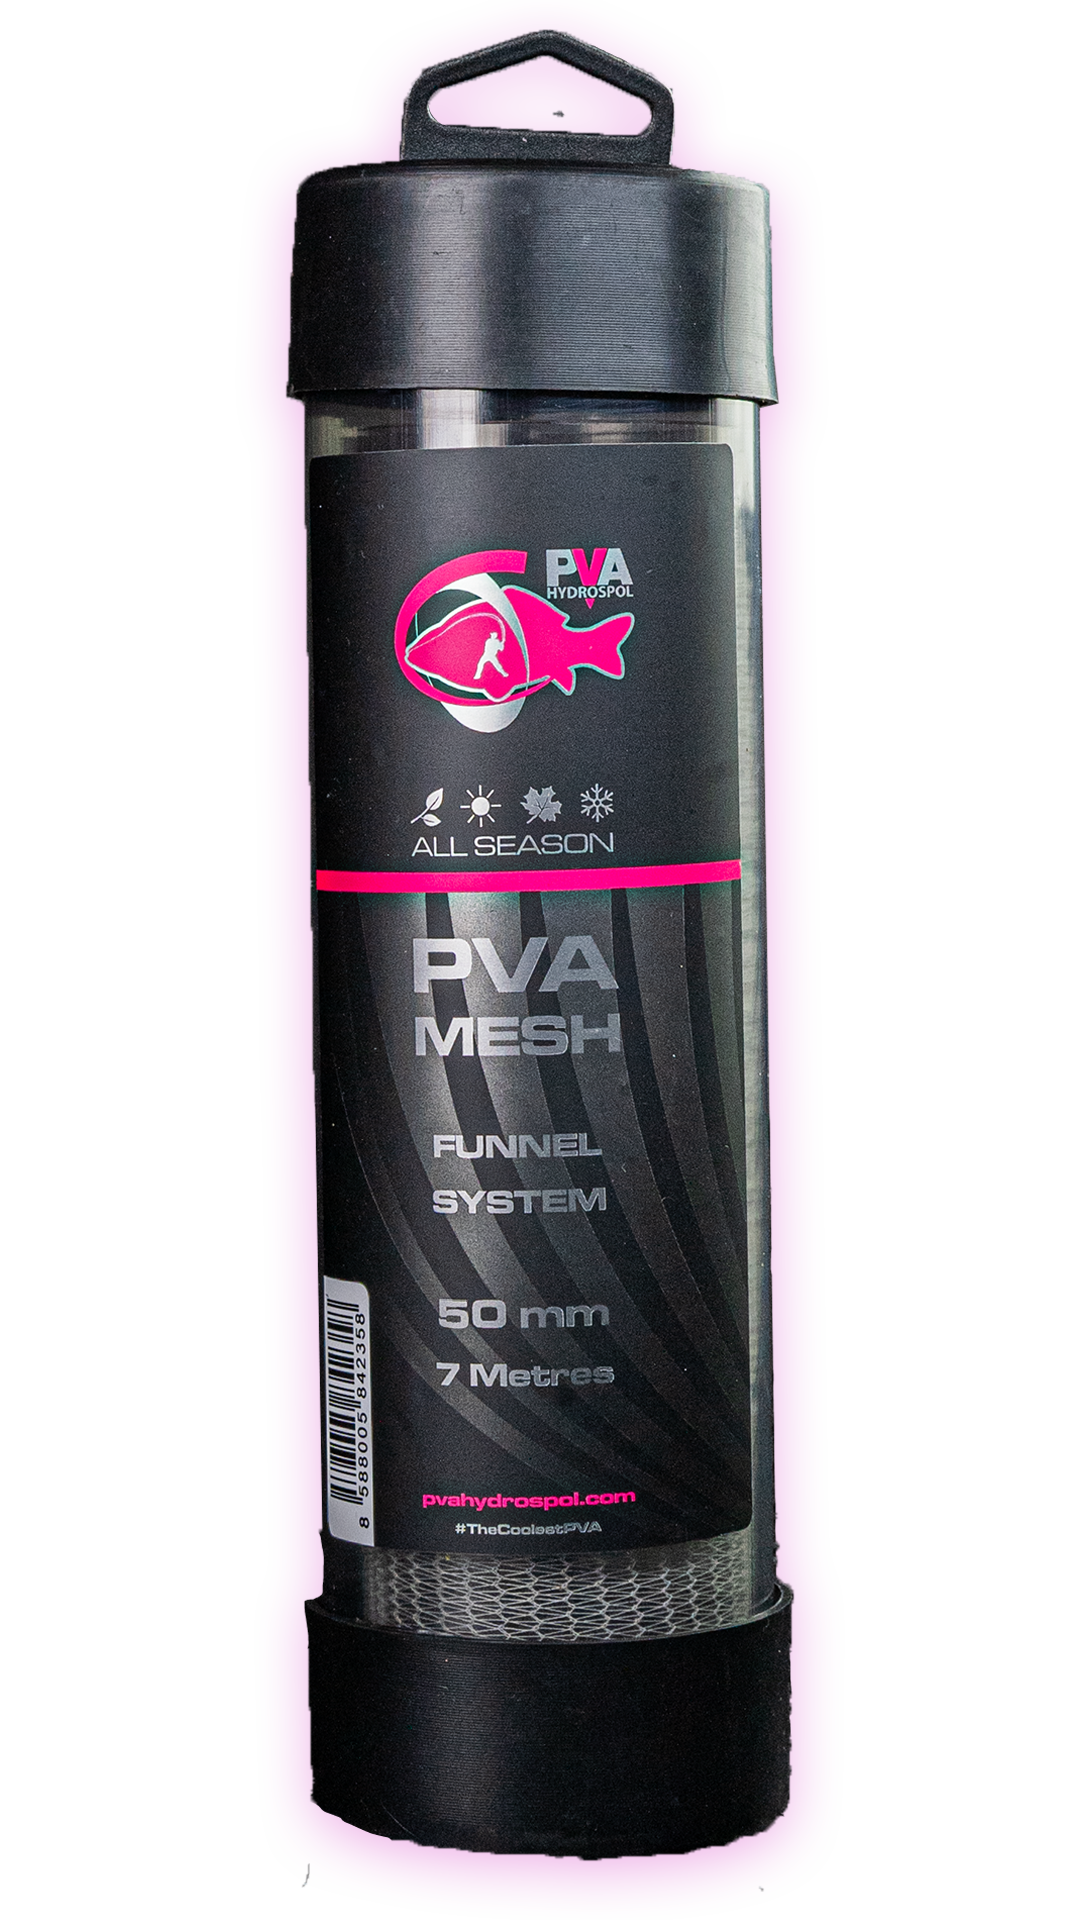 PVA
HYDROSPOL
ALL SEASON
PVA
MESH
FUNNEL
SYSTEM
50 mm
7 Metres
8 588005 842358
pvahydrospol.com
#TheCoolestPVA